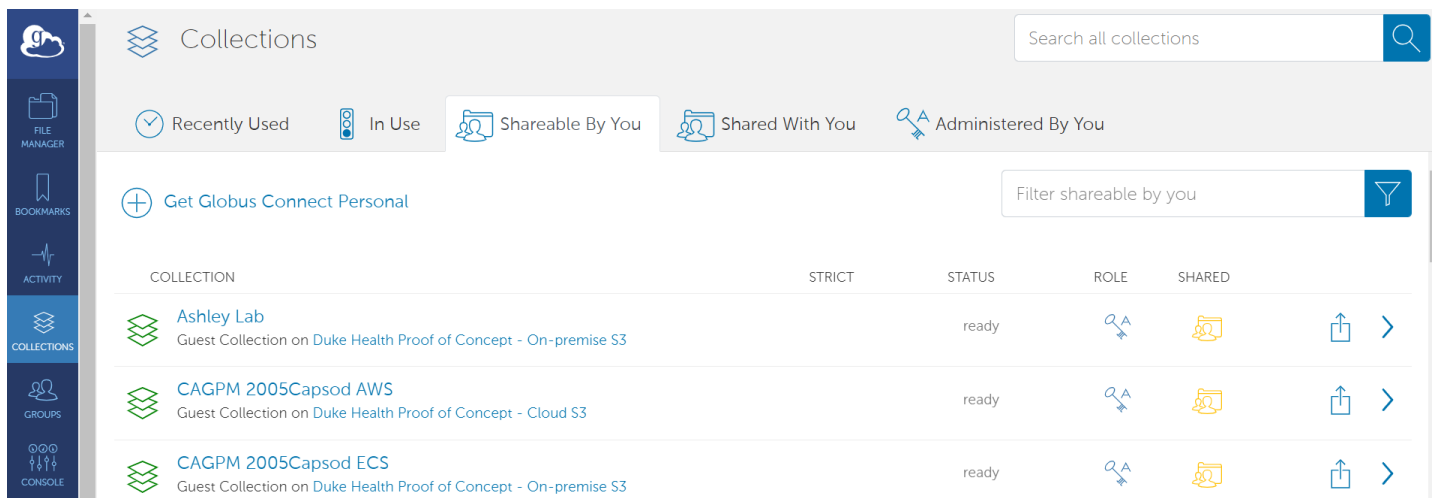 Collections
Search all collections
FILE
MANAGER
BOOKMARKS
ACTIVITY
COLLECTIONS
GROUPS
CONSOLE
Recently Used
In Use
Shareable By You
Shared With You
Administered By You
Get Globus Connect Personal
Filter shareable by you
COLLECTION STRICT STATUS ROLE SHARED
Ashley Lab
Guest Collection on Duke Health Proof of Concept - On-premise S3
ready
CAGPM 2005Capsod AWS
Guest Collection on Duke Health Proof of Concept - Cloud S3
ready
CAGPM 2005Capsod ECS
Guest Collection on Duke Health Proof of Concept - On-premise S3
ready